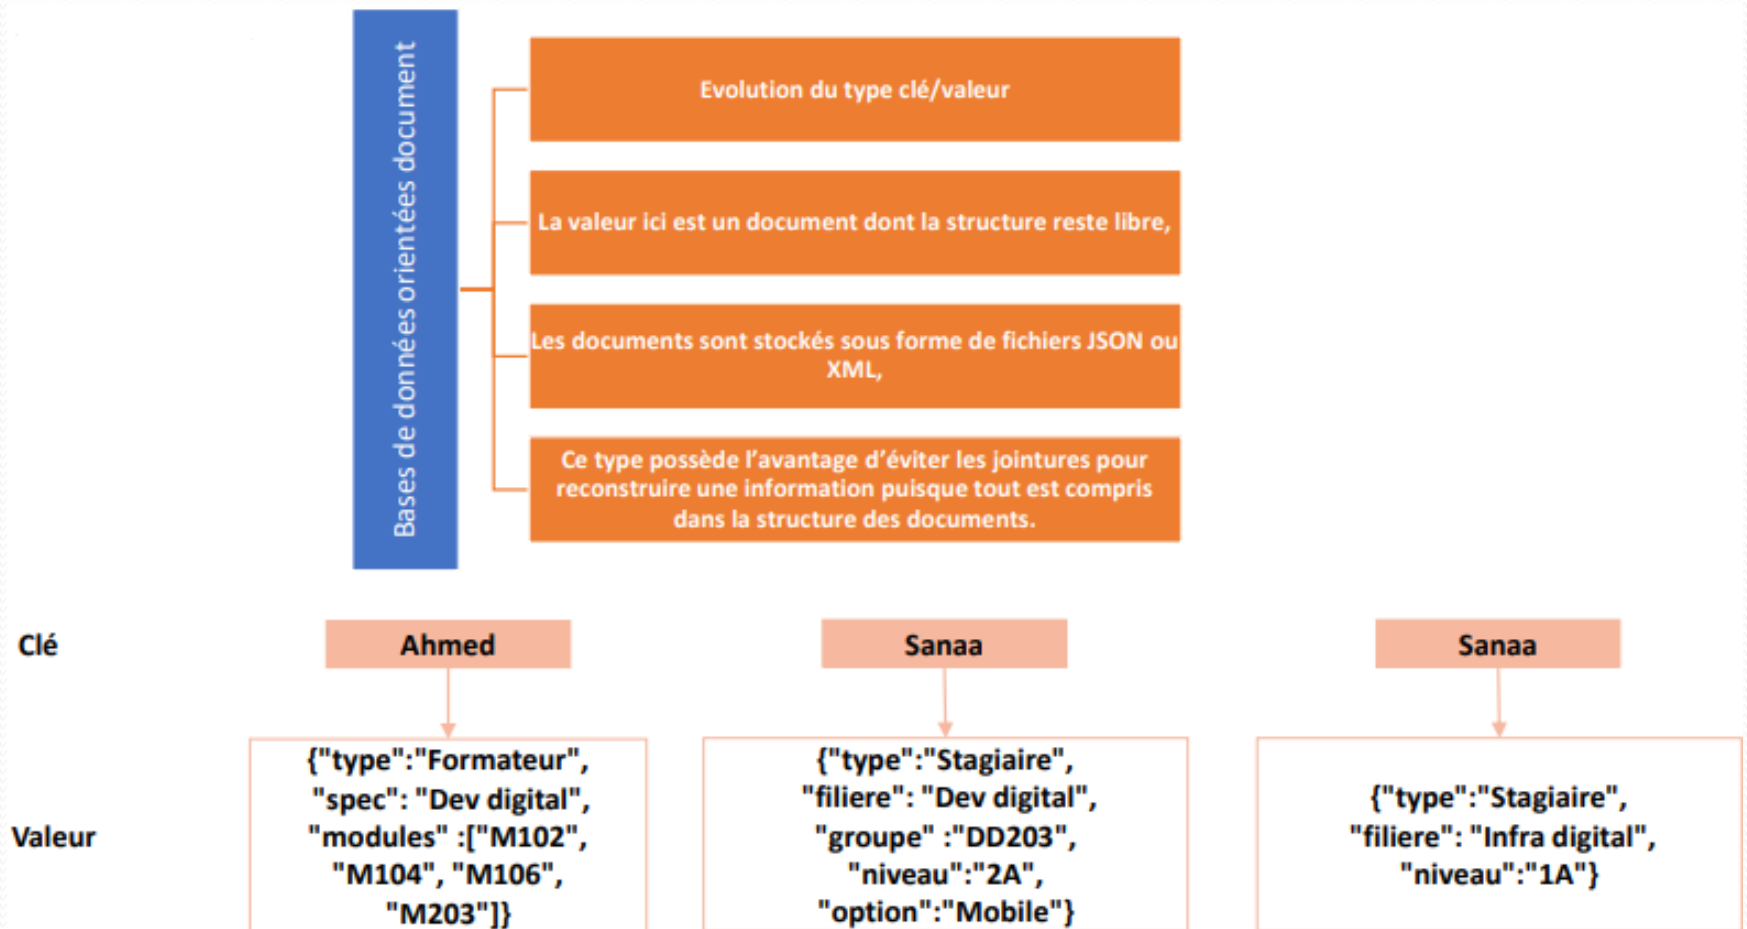 Bases de données orientées document
Evolution du type clé/valeur
La valeur ici est un document dont la structure reste libre,
Les documents sont stockés sous forme de fichiers JSON ou
XML,
Ce type possède l'avantage d'éviter les jointures pour
reconstruire une information puisque tout est compris
dans la structure des documents.
Clé
Ahmed
Sanaa
Sanaa
Valeur
{"type":"Formateur",
"spec": "Dev digital",
"modules" :["M102",
"M104", "M106",
"M203"]}
{"type":"Stagiaire",
"filiere": "Dev digital",
"groupe" :"DD203",
"niveau":"2A",
"option":"Mobile"}
{"type":"Stagiaire",
"filiere": "Infra digital",
"niveau":"1A"}